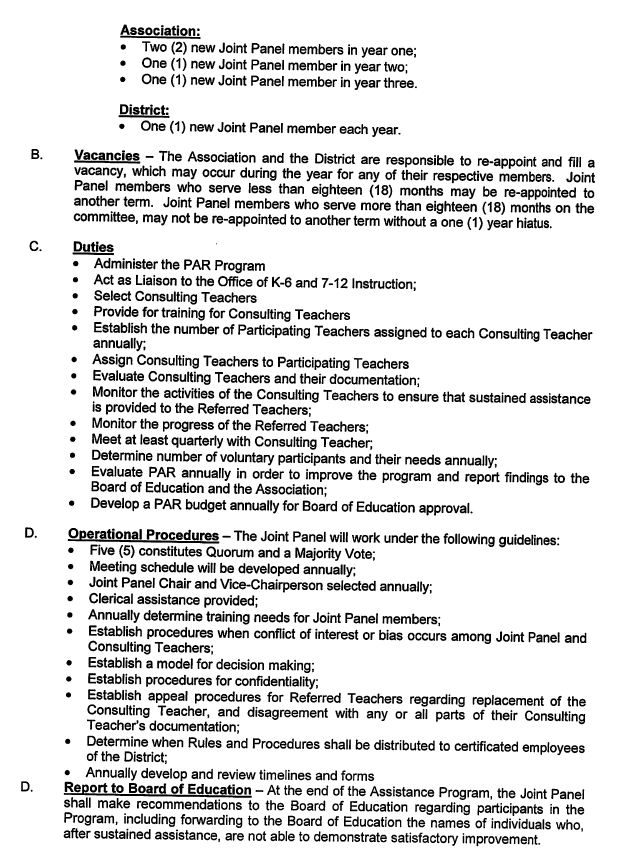 Association:
• Two (2) new Joint Panel members in year one;
• One (1) new Joint Panel member in year two;
• One (1) new Joint Panel member in year three.
District:
• One (1) new Joint Panel member each year.
B. Vacancies – The Association and the District are responsible to re-appoint and fill a
vacancy, which may occur during the year for any of their respective members. Joint
Panel members who serve less than eighteen (18) months may be re-appointed to
another term. Joint Panel members who serve more than eighteen (18) months on the
committee, may not be re-appointed to another term without a one (1) year hiatus.
C. Duties
• Administer the PAR Program
• Act as Liaison to the Office of K-6 and 7-12 Instruction;
• Select Consulting Teachers
• Provide for training for Consulting Teachers
• Establish the number of Participating Teachers assigned to each Consulting Teacher
annually;
• Assign Consulting Teachers to Participating Teachers
• Evaluate Consulting Teachers and their documentation;
• Monitor the activities of the Consulting Teachers to ensure that sustained assistance
is provided to the Referred Teachers;
• Monitor the progress of the Referred Teachers;
• Meet at least quarterly with Consulting Teacher;
• Determine number of voluntary participants and their needs annually;
• Evaluate PAR annually in order to improve the program and report findings to the
Board of Education and the Association;
• Develop a PAR budget annually for Board of Education approval.
D. Operational Procedures – The Joint Panel will work under the following guidelines:
• Five (5) constitutes Quorum and a Majority Vote;
• Meeting schedule will be developed annually;
• Joint Panel Chair and Vice-Chairperson selected annually;
• Clerical assistance provided;
• Annually determine training needs for Joint Panel members;
• Establish procedures when conflict of interest or bias occurs among Joint Panel and
Consulting Teachers;
• Establish a model for decision making;
• Establish procedures for confidentiality;
• Establish appeal procedures for Referred Teachers regarding replacement of the
Consulting Teacher, and disagreement with any or all parts of their Consulting
Teacher's documentation;
• Determine when Rules and Procedures shall be distributed to certificated employees
of the District;
• Annually develop and review timelines and forms
D. Report to Board of Education – At the end of the Assistance Program, the Joint Panel
shall make recommendations to the Board of Education regarding participants in the
Program, including forwarding to the Board of Education the names of individuals who,
after sustained assistance, are not able to demonstrate satisfactory improvement.